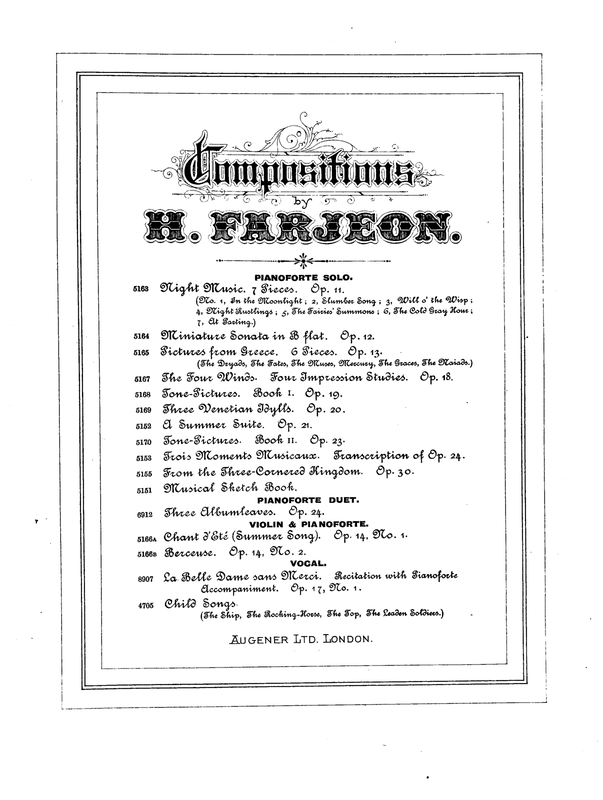 Compositions
by
H. FARJEON.
PIANOFORTE SOLO.
5163 Night Music. 7 Pieces. Op. 11.
(No. 1, In the Moonlight; 2, Slumber Song; 3, Will o' the Wisp;
4, Night Rustlings; 5, The Fairies' Summons; 6, The Cold Gray Hour;
7, At Parting.)
5164 Miniature Sonata in B flat. Op. 12.
5165 Pictures from Greece. 6 Pieces. Op. 13.
(The Dryads, The Fates, The Muses, Mercury, The Graces, The Naiads.)
5167 The Four Winds. Four Impression Studies. Op. 18.
5168 Tone-Pictures. Book I. Op. 19.
5169 Three Venetian Idylls. Op. 20.
5152 A Summer Suite. Op. 21.
5170 Tone-Pictures. Book II. Op. 23.
5153 Trois Moments Musicaux. Transcription of Op. 24.
5155 From the Three-Cornered Kingdom. Op. 30.
5151 Musical Sketch Book.
PIANOFORTE DUET.
6912 Three Albumleaves. Op. 24.
VIOLIN & PIANOFORTE.
5166A Chant d'Eté (Summer Song). Op. 14, No. 1.
5166B Berceuse. Op. 14, No. 2.
VOCAL.
8907 La Belle Dame sans Merci. Recitation with Pianoforte
Accompaniment. Op. 17, No. 1.
4705 Child Songs
(The Ship, The Rocking-Horse, The Top, The Leaden Soldiers.)
AUGENER LTD. LONDON.